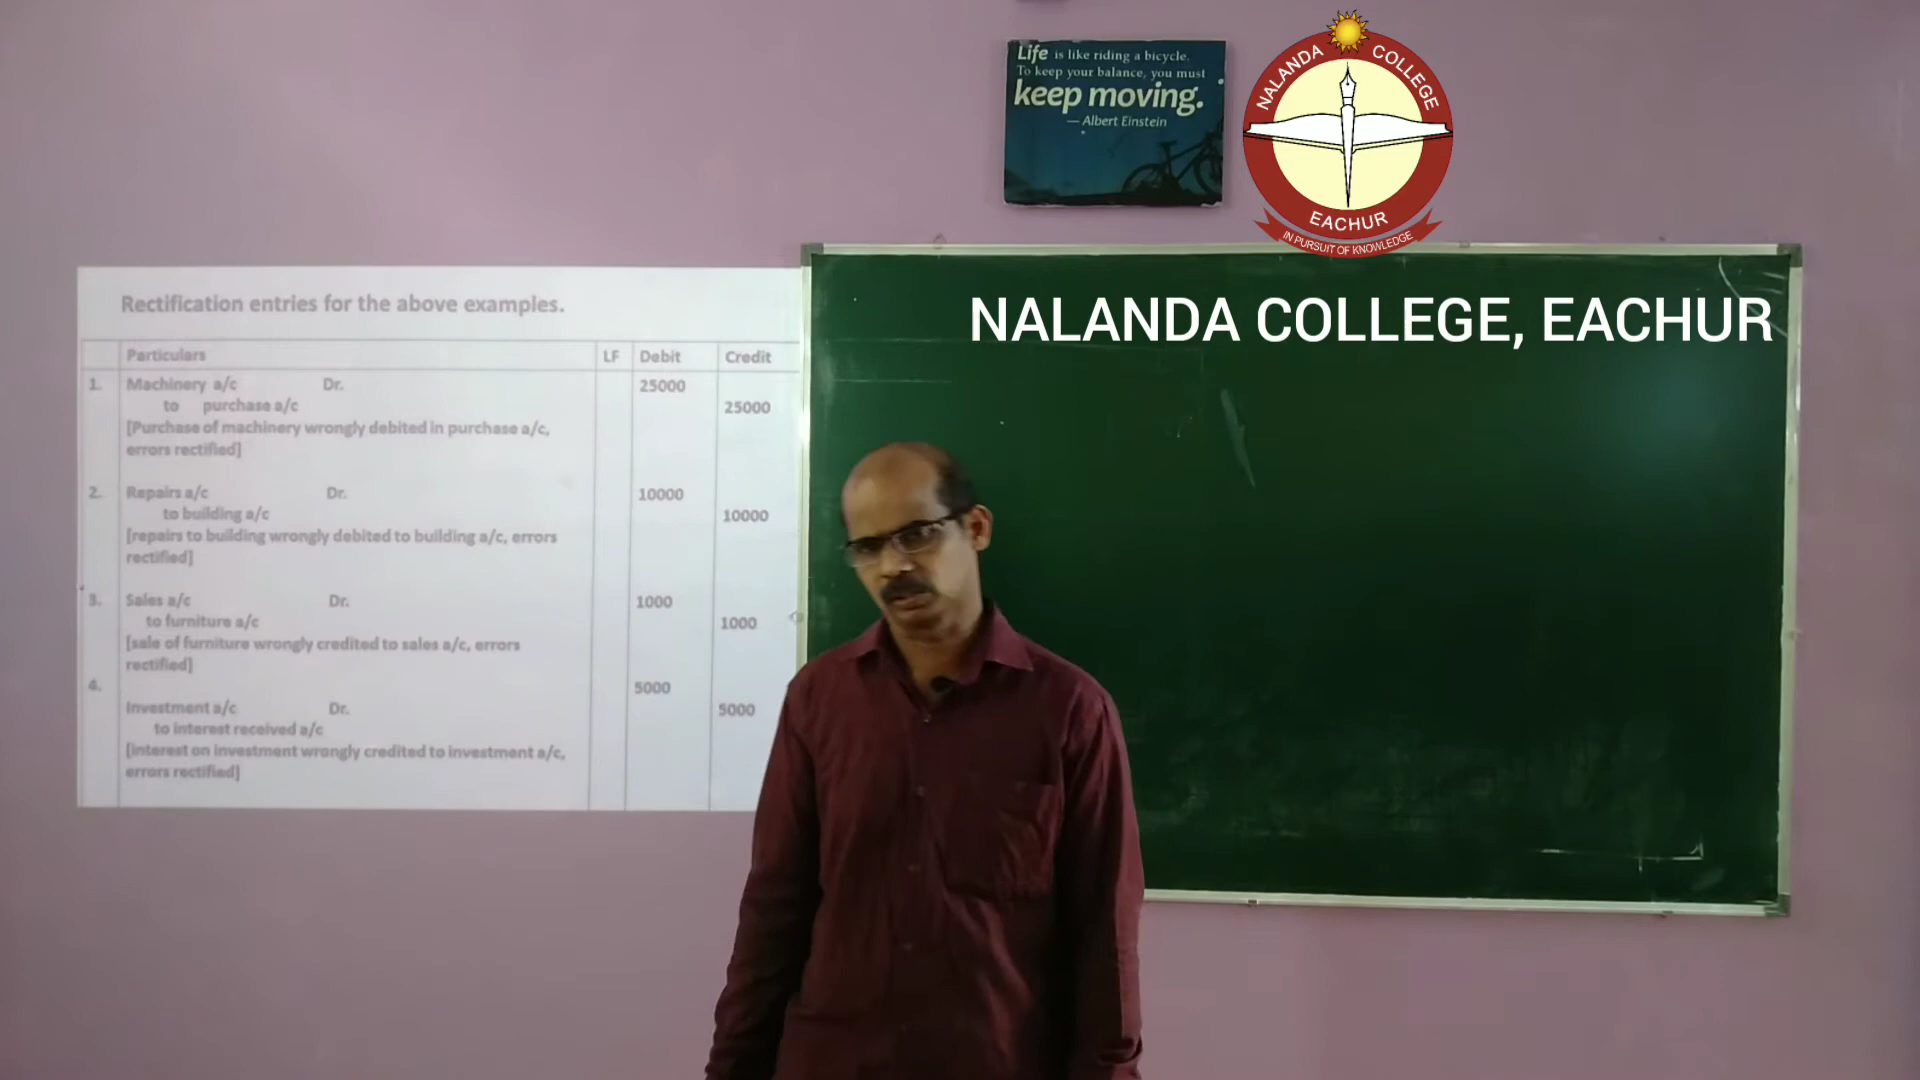 Life is like riding a bicycle.
To keep your balance, you must
keep moving.
— Albert Einstein
NALANDA COLLEGE
EACHUR
IN PURSUIT OF KNOWLEDGE
NALANDA COLLEGE, EACHUR
Rectification entries for the above examples.
Particulars LF Debit Credit
1. Machinery a/c Dr. 25000
to purchase a/c 25000
[Purchase of machinery wrongly debited in purchase a/c,
errors rectified]
2. Repairs a/c Dr. 10000
to building a/c 10000
[repairs to building wrongly debited to building a/c, errors
rectified]
3. Sales a/c Dr. 1000
to furniture a/c 1000
[sale of furniture wrongly credited to sales a/c, errors
rectified]
4. 5000
Investment a/c Dr. 5000
to interest received a/c
[interest on investment wrongly credited to investment a/c,
errors rectified]